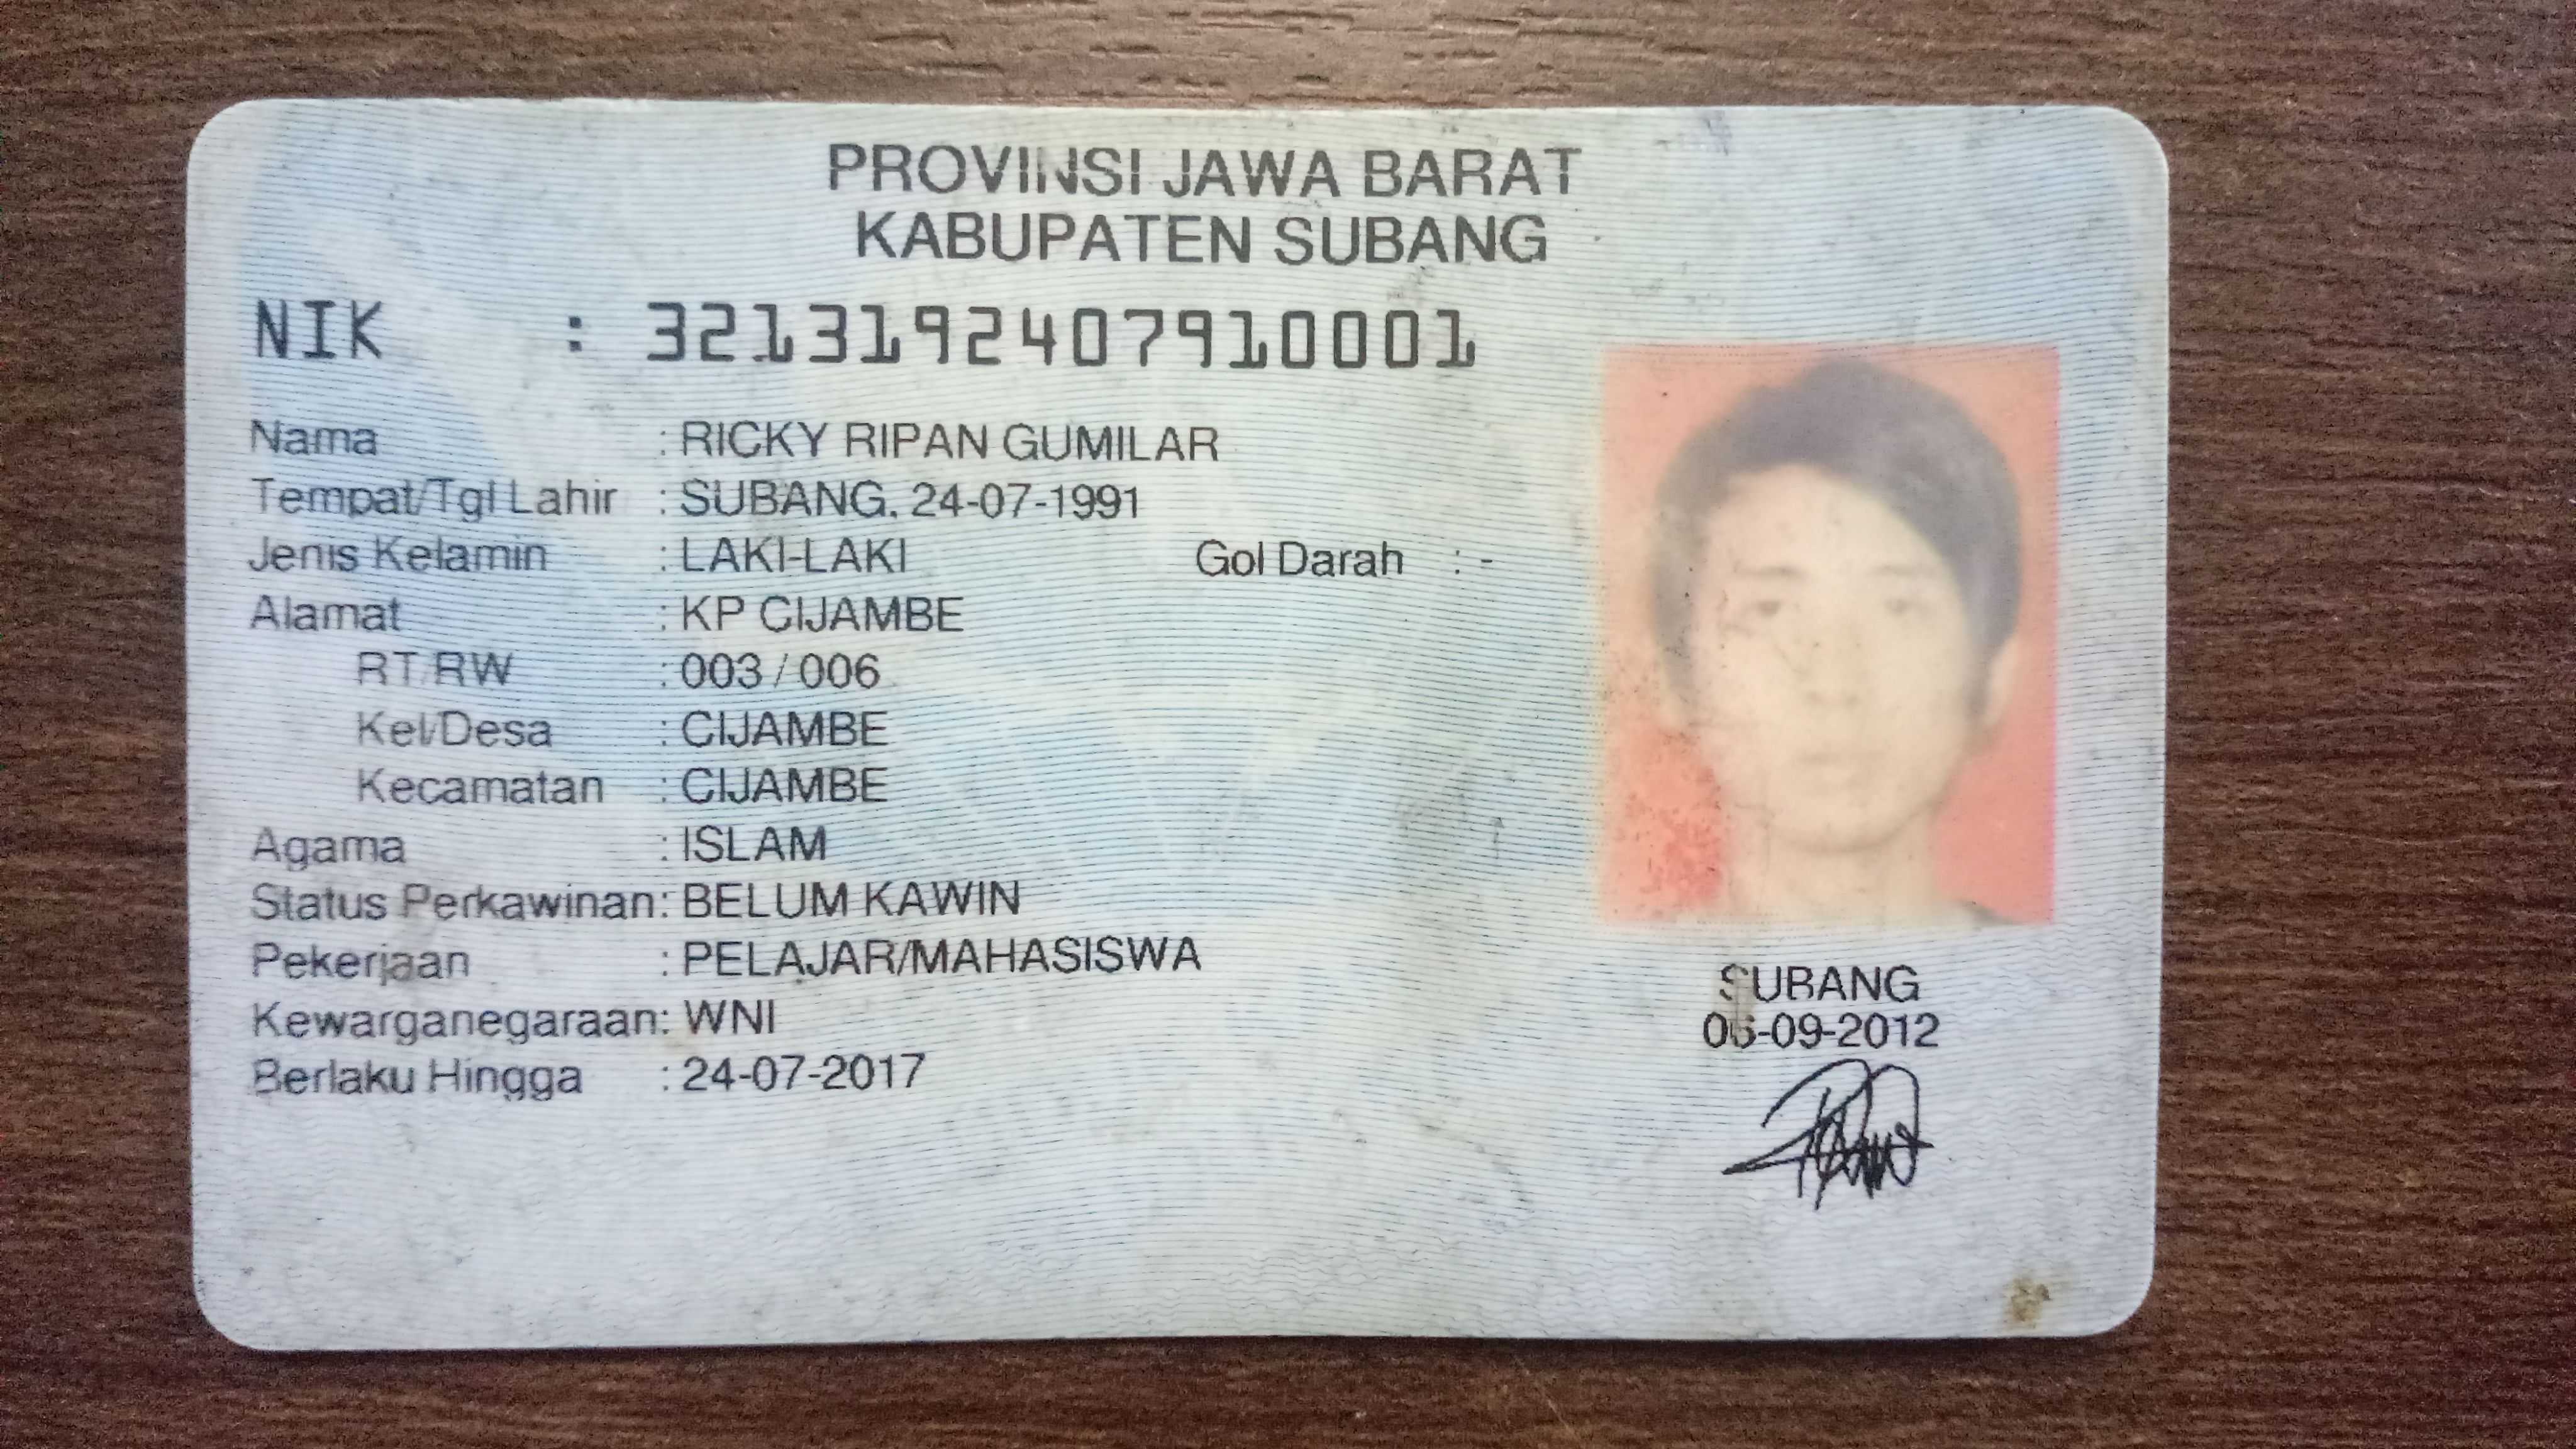 PROVINSI JAWA BARAT
KABUPATEN SUBANG
NIK : 3213192407910001
Nama : RICKY RIPAN GUMILAR
Tempat/Tgl Lahir : SUBANG, 24-07-1991
Jenis Kelamin : LAKI-LAKI Gol Darah : -
Alamat : KP CIJAMBE
RT/RW : 003 / 006
Kel/Desa : CIJAMBE
Kecamatan : CIJAMBE
Agama : ISLAM
Status Perkawinan: BELUM KAWIN
Pekerjaan : PELAJAR/MAHASISWA
Kewarganegaraan: WNI
Berlaku Hingga : 24-07-2017
SUBANG
06-09-2012